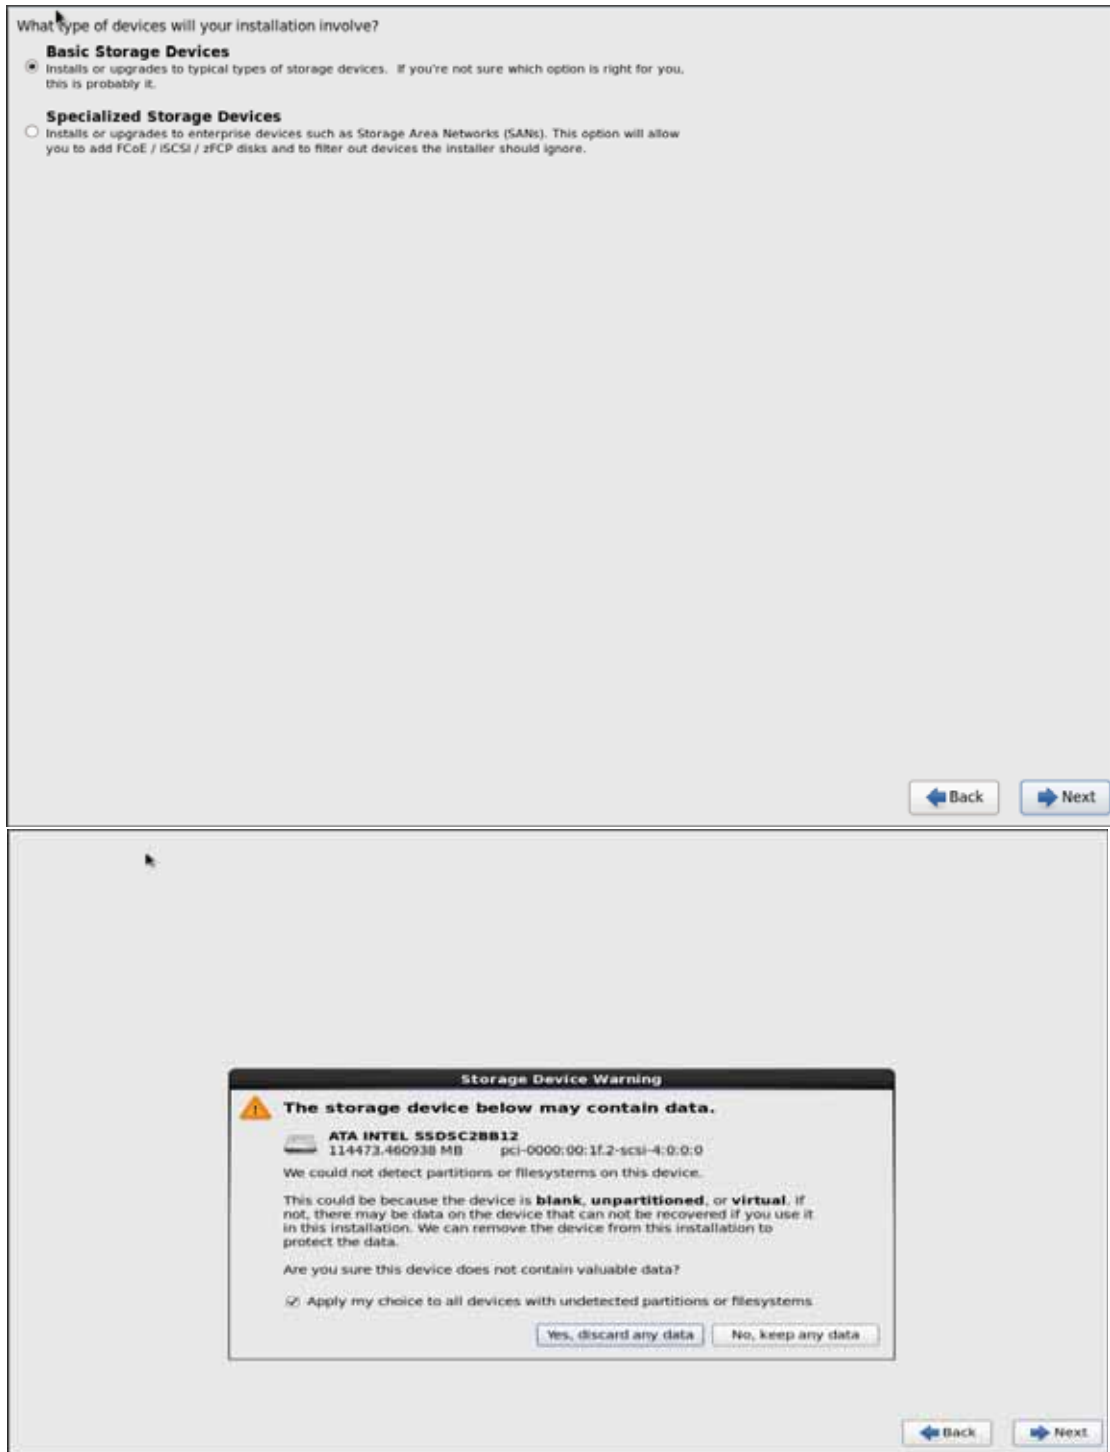 What type of devices will your installation involve?
Basic Storage Devices
Installs or upgrades to typical types of storage devices. If you're not sure which option is right for you,
this is probably it.
Specialized Storage Devices
Installs or upgrades to enterprise devices such as Storage Area Networks (SANs). This option will allow
you to add FCoE / iSCSI / zFCP disks and to filter out devices the installer should ignore.
Back
Next
Storage Device Warning
The storage device below may contain data.
ATA INTEL SSDSC2BB12
114473.460938 MB pci-0000:00:1f.2-scsi-4:0:0:0
We could not detect partitions or filesystems on this device.
This could be because the device is blank, unpartitioned, or virtual. If
not, there may be data on the device that can not be recovered if you use it
in this installation. We can remove the device from this installation to
protect the data.
Are you sure this device does not contain valuable data?
Apply my choice to all devices with undetected partitions or filesystems
Yes, discard any data
No, keep any data
Back
Next